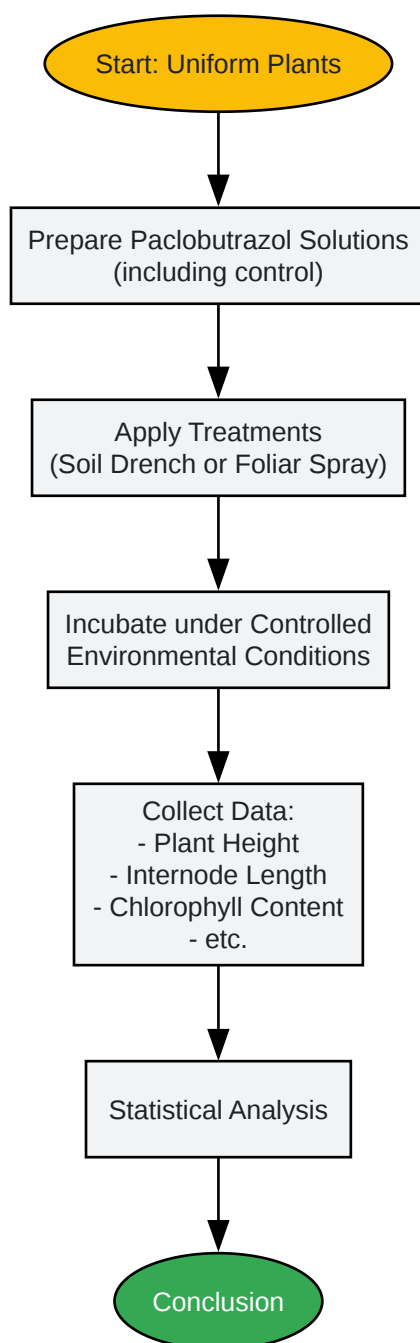 Start: Uniform Plants
Prepare Paclobutrazol Solutions
(including control)
Apply Treatments
(Soil Drench or Foliar Spray)
Incubate under Controlled
Environmental Conditions
Collect Data:
- Plant Height
- Internode Length
- Chlorophyll Content
- etc.
Statistical Analysis
Conclusion